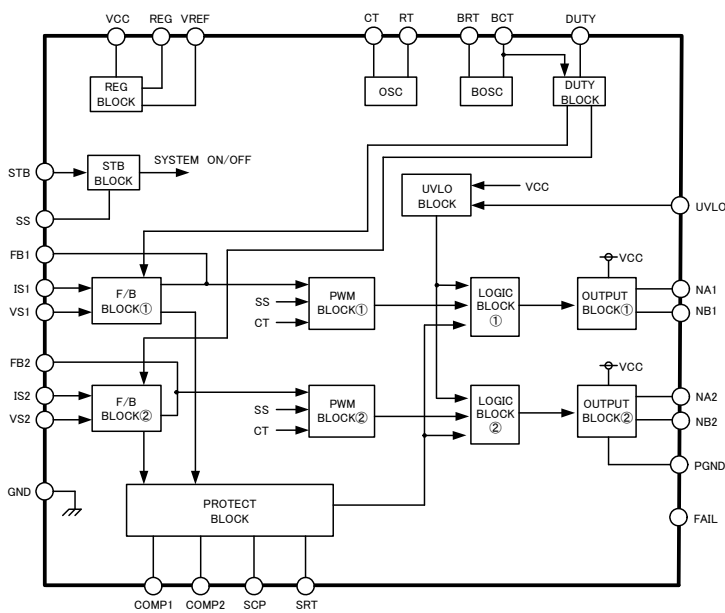 VCC REG VREF CT RT BRT BCT DUTY
REG
BLOCK
OSC
BOSC
DUTY
BLOCK
STB
STB
BLOCK
SYSTEM ON/OFF
SS
UVLO
BLOCK
VCC
UVLO
FB1
IS1
VS1
F/B
BLOCK①
SS
CT
PWM
BLOCK①
LOGIC
BLOCK
①
VCC
OUTPUT
BLOCK①
NA1
NB1
FB2
IS2
VS2
F/B
BLOCK②
SS
CT
PWM
BLOCK②
LOGIC
BLOCK
②
VCC
OUTPUT
BLOCK②
NA2
NB2
PGND
GND
PROTECT
BLOCK
FAIL
COMP1 COMP2 SCP SRT